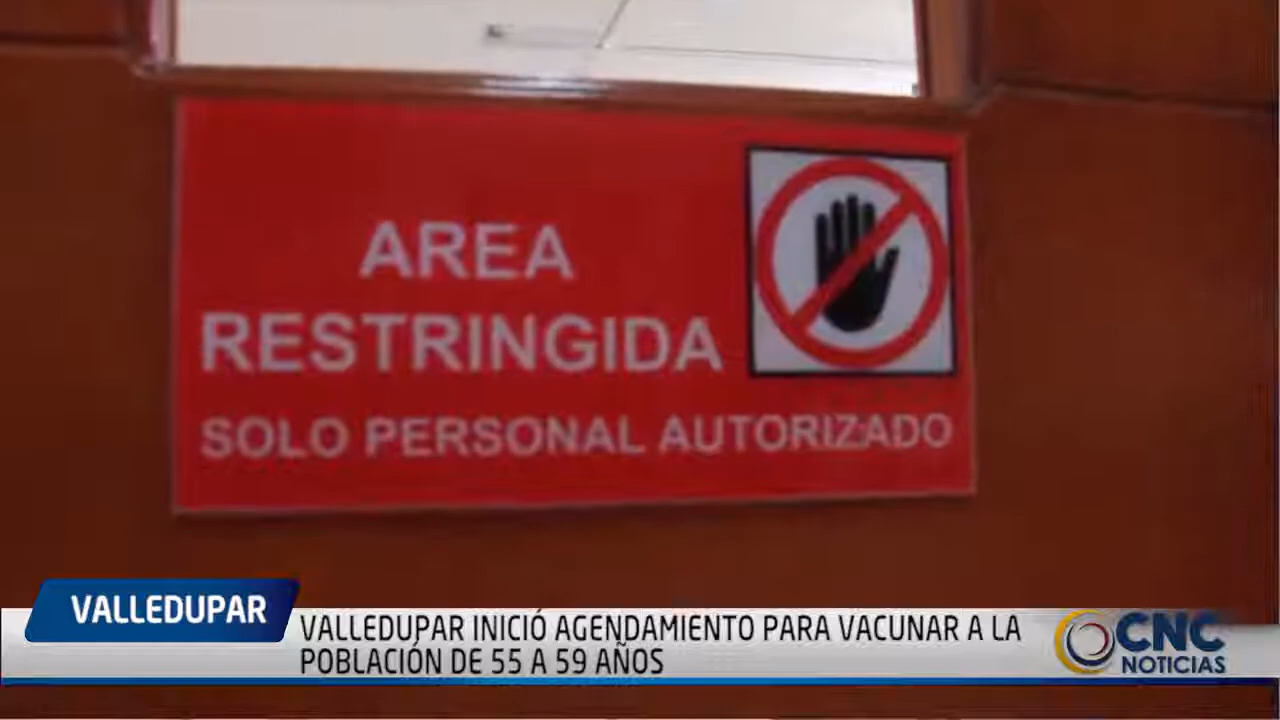 AREA
RESTRINGIDA
SOLO PERSONAL AUTORIZADO
VALLEDUPAR
VALLEDUPAR INICIÓ AGENDAMIENTO PARA VACUNAR A LA
POBLACIÓN DE 55 A 59 AÑOS
CNC
NOTICIAS